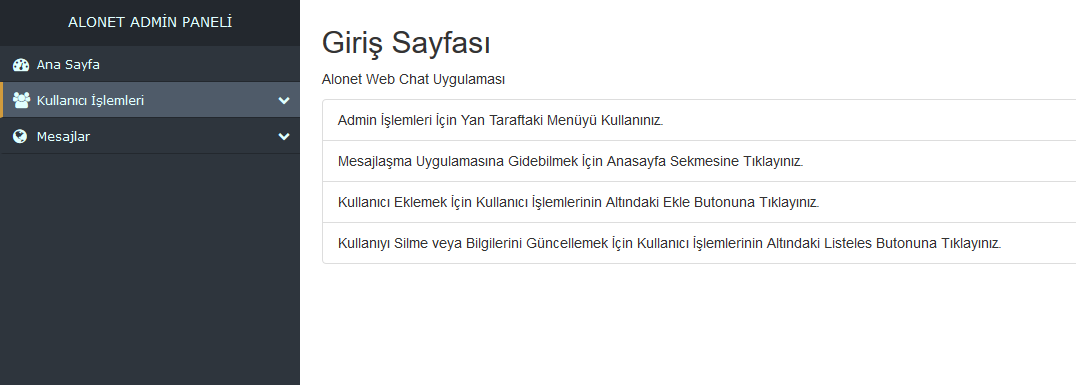 ALONET ADMİN PANELİ
Ana Sayfa
Kullanıcı İşlemleri
Mesajlar
Giriş Sayfası
Alonet Web Chat Uygulaması
Admin İşlemleri İçin Yan Taraftaki Menüyü Kullanınız.
Mesajlaşma Uygulamasına Gidebilmek İçin Anasayfa Sekmesine Tıklayınız.
Kullanıcı Eklemek İçin Kullanıcı İşlemlerinin Altındaki Ekle Butonuna Tıklayınız.
Kullanıyı Silme veya Bilgilerini Güncellemek İçin Kullanıcı İşlemlerinin Altındaki Listeles Butonuna Tıklayınız.